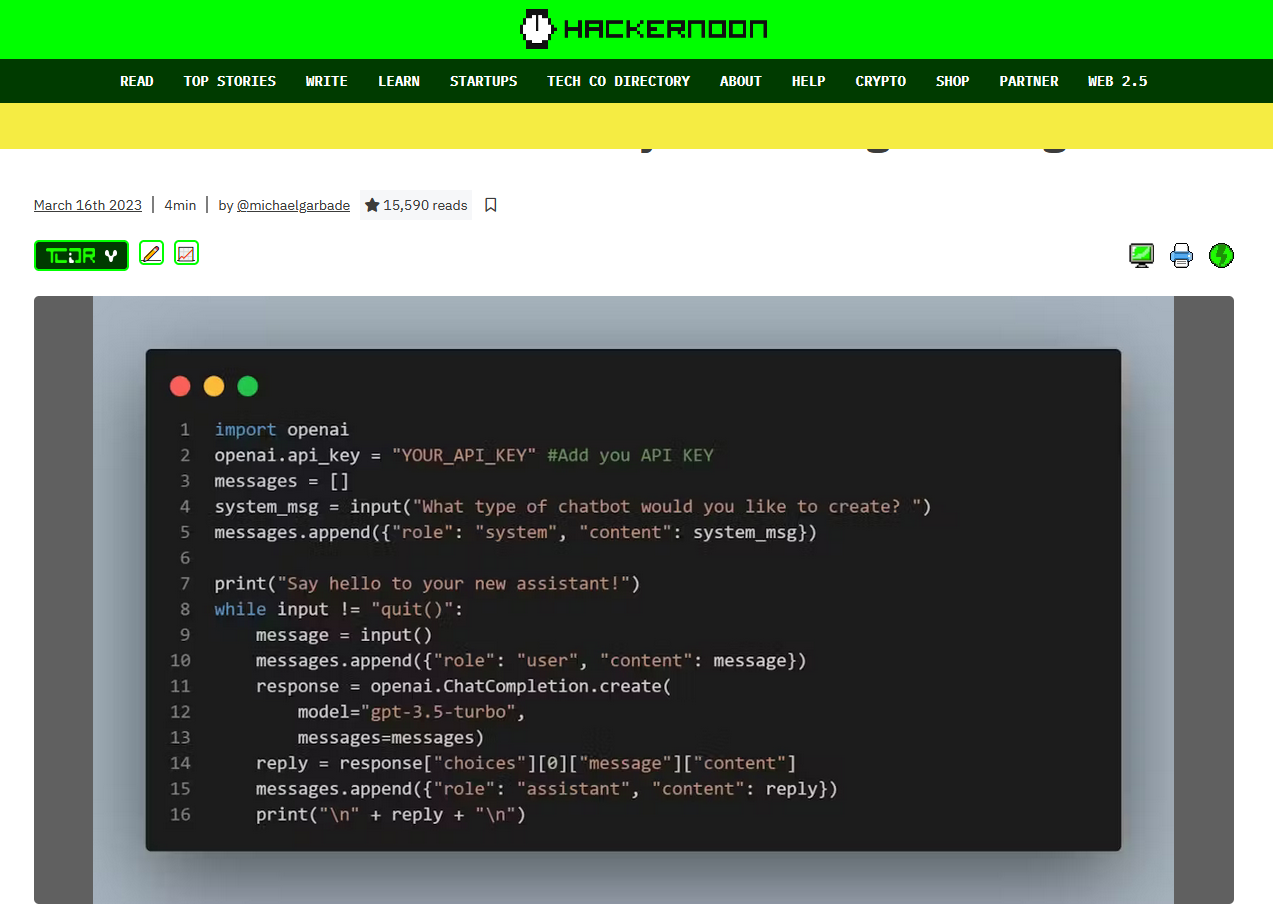 HACKERNOON
READ TOP STORIES WRITE LEARN STARTUPS TECH CO DIRECTORY ABOUT HELP CRYPTO SHOP PARTNER WEB 2.5
March 16th 2023 | 4min | by @michaelgarbade 15,590 reads
1 import openai
2 openai.api_key = "YOUR_API_KEY" #Add you API KEY
3 messages = []
4 system_msg = input("What type of chatbot would you like to create? ")
5 messages.append({"role": "system", "content": system_msg})
6
7 print("Say hello to your new assistant!")
8 while input != "quit()":
9     message = input()
10     messages.append({"role": "user", "content": message})
11     response = openai.ChatCompletion.create(
12         model="gpt-3.5-turbo",
13         messages=messages)
14     reply = response["choices"][0]["message"]["content"]
15     messages.append({"role": "assistant", "content": reply})
16     print("\n" + reply + "\n")